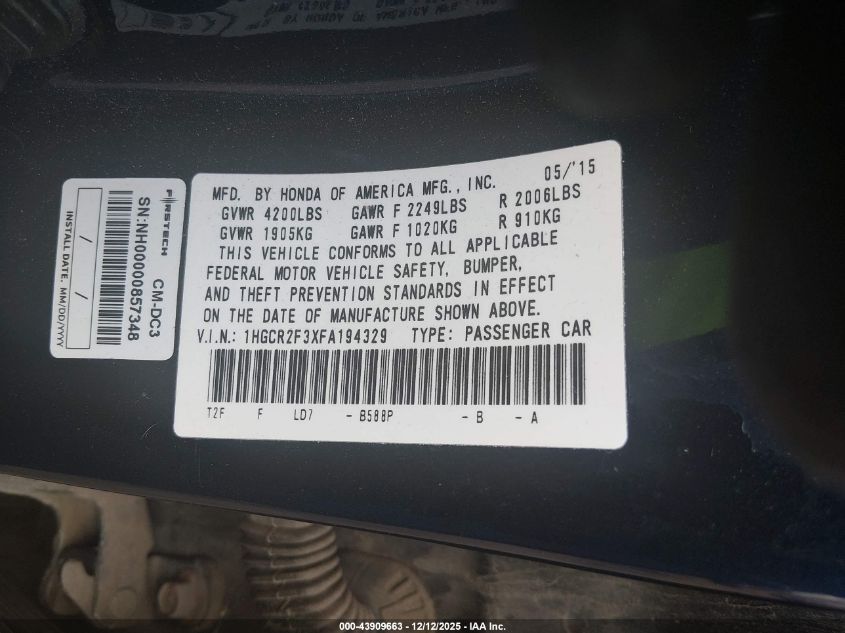 MFD. BY HONDA OF AMERICA MFG., INC. 05/'15
GVWR 4200LBS GAWR F 2249LBS R 2006LBS
GVWR 1905KG GAWR F 1020KG R 910KG
THIS VEHICLE CONFORMS TO ALL APPLICABLE
FEDERAL MOTOR VEHICLE SAFETY, BUMPER,
AND THEFT PREVENTION STANDARDS IN EFFECT
ON THE DATE OF MANUFACTURE SHOWN ABOVE.
V.I.N.: 1HGCR2F3XFA194329 TYPE: PASSENGER CAR
T2F F LD7 - B588P - B - A
FIRSTECH CM-DC3
SN:NH00000857348
/ /
INSTALL DATE. MM/DD/YYYY
000-43909663 - 12/12/2025 - IAA Inc.